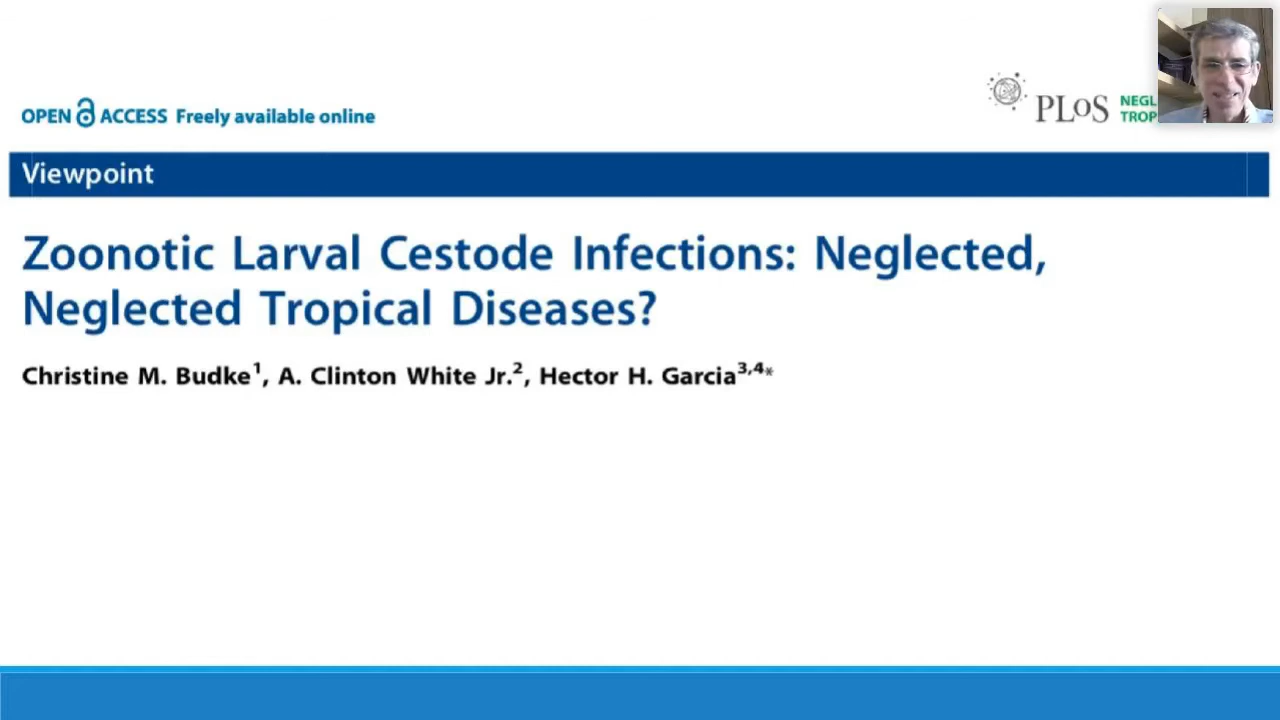 OPEN ACCESS Freely available online
PLoS
Viewpoint
Zoonotic Larval Cestode Infections: Neglected,
Neglected Tropical Diseases?
Christine M. Budke1, A. Clinton White Jr.2, Hector H. Garcia3,4*